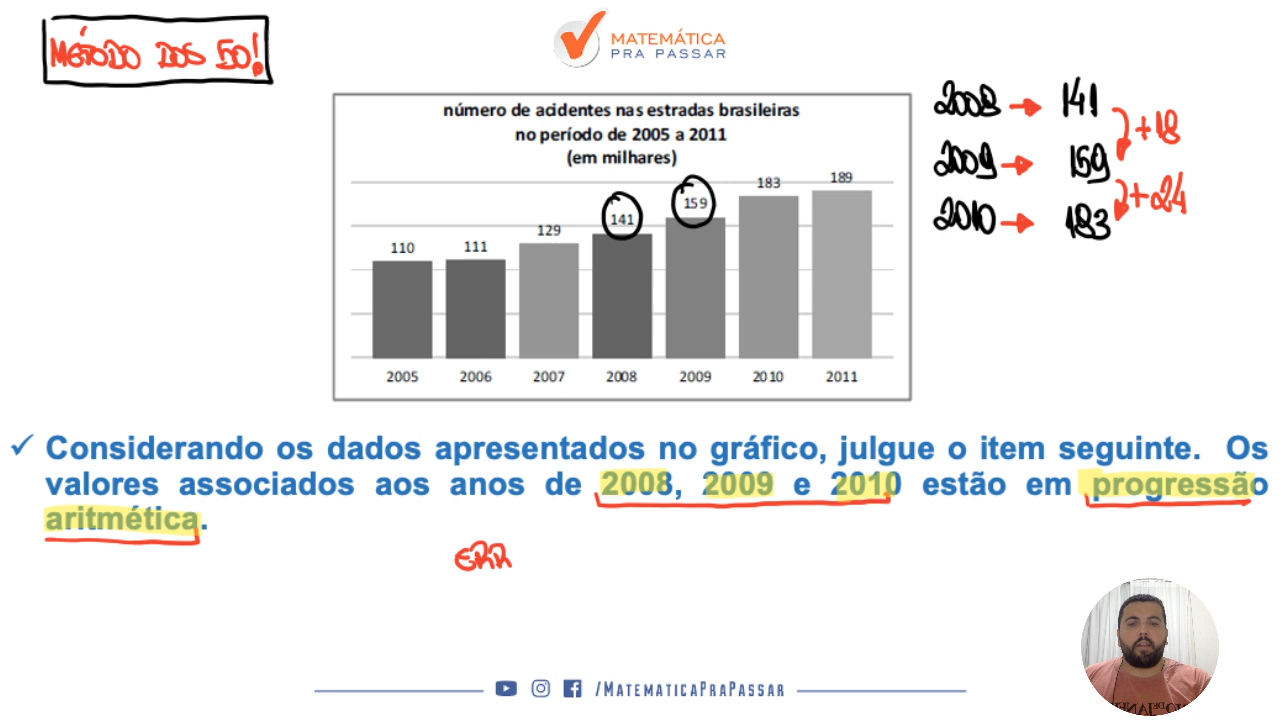 MÉTODO DOS 50!
MATEMÁTICA
PRA PASSAR
número de acidentes nas estradas brasileiras
no período de 2005 a 2011
(em milhares)
110 111 129 141 159 183 189
2005 2006 2007 2008 2009 2010 2011
2008 → 141
+18
2009 → 159
+24
2010 → 183
✓ Considerando os dados apresentados no gráfico, julgue o item seguinte. Os
valores associados aos anos de 2008, 2009 e 2010 estão em progressão
aritmética.
ERR
/MATEMATICAPRAPASSAR